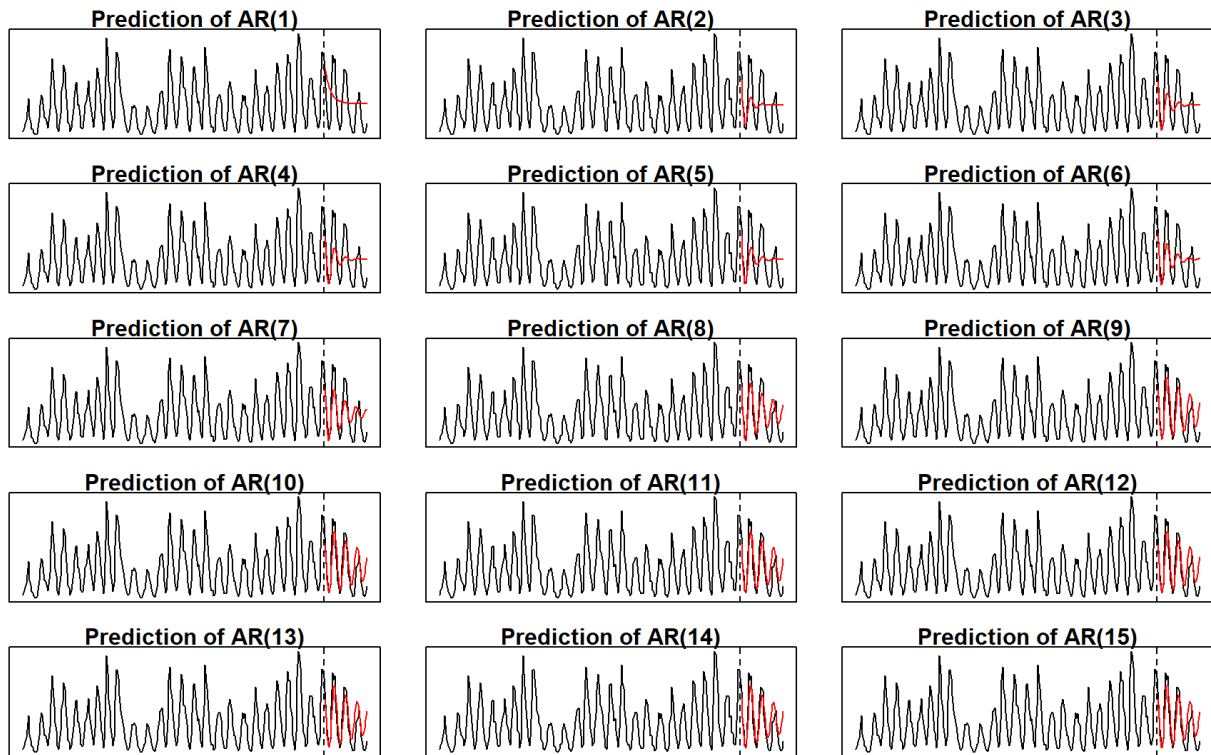 Prediction of AR(1)
Prediction of AR(2)
Prediction of AR(3)
Prediction of AR(4)
Prediction of AR(5)
Prediction of AR(6)
Prediction of AR(7)
Prediction of AR(8)
Prediction of AR(9)
Prediction of AR(10)
Prediction of AR(11)
Prediction of AR(12)
Prediction of AR(13)
Prediction of AR(14)
Prediction of AR(15)